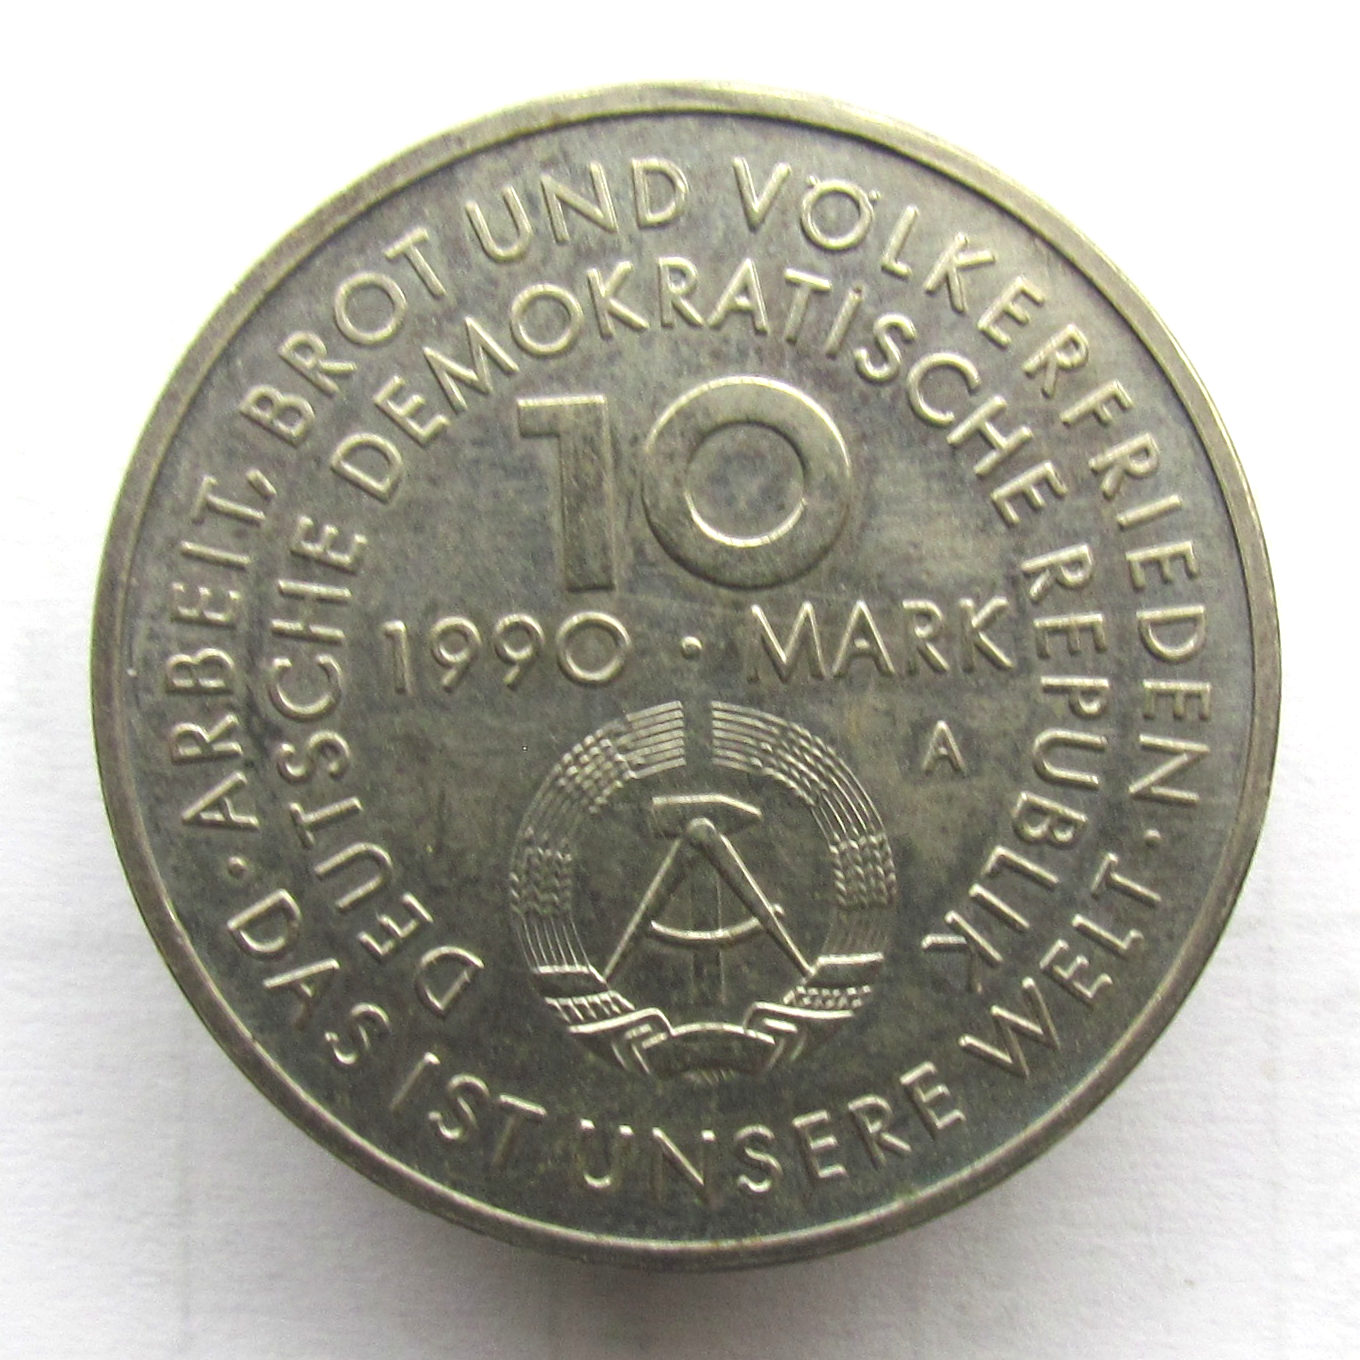 ARBEIT, BROT UND VÖLKERFRIEDEN · DAS IST UNSERE WELT ·
DEUTSCHE DEMOKRATISCHE REPUBLIK
10
1990 · MARK
A